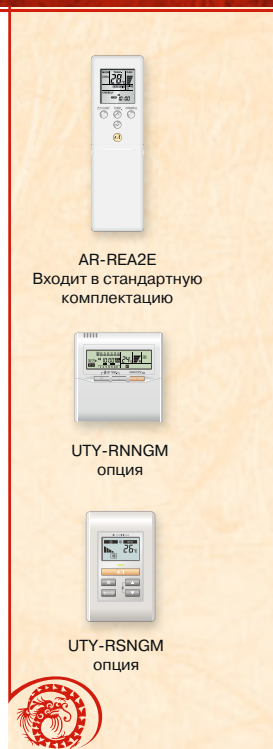 AR-REA2E
Входит в стандартную
комплектацию
UTY-RNNGM
опция
UTY-RSNGM
опция